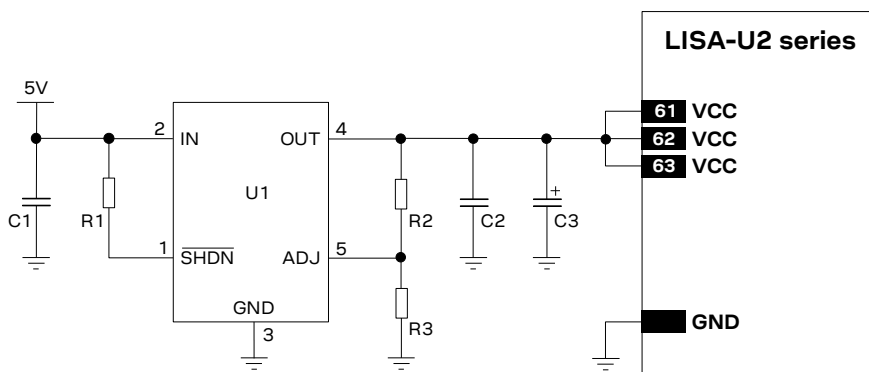 LISA-U2 series
5V
61 VCC
2 IN OUT 4
62 VCC
63 VCC
U1
C1 R1 R2 C2 + C3
1 SHDN ADJ 5
GND
3
R3
GND